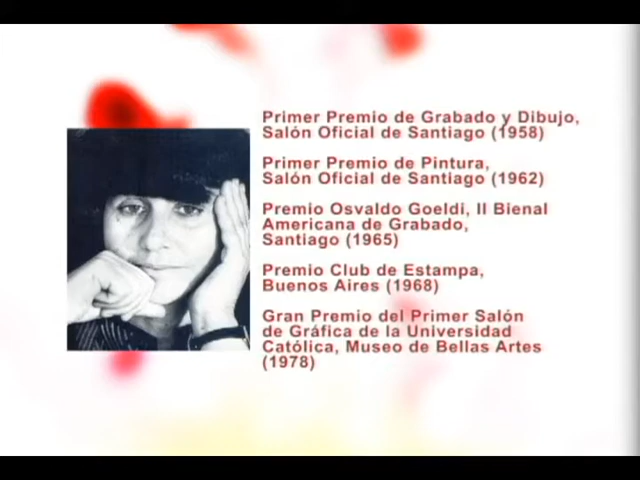 Primer Premio de Grabado y Dibujo,
Salón Oficial de Santiago (1958)
Primer Premio de Pintura,
Salón Oficial de Santiago (1962)
Premio Osvaldo Goeldi, II Bienal
Americana de Grabado,
Santiago (1965)
Premio Club de Estampa,
Buenos Aires (1968)
Gran Premio del Primer Salón
de Gráfica de la Universidad
Católica, Museo de Bellas Artes
(1978)